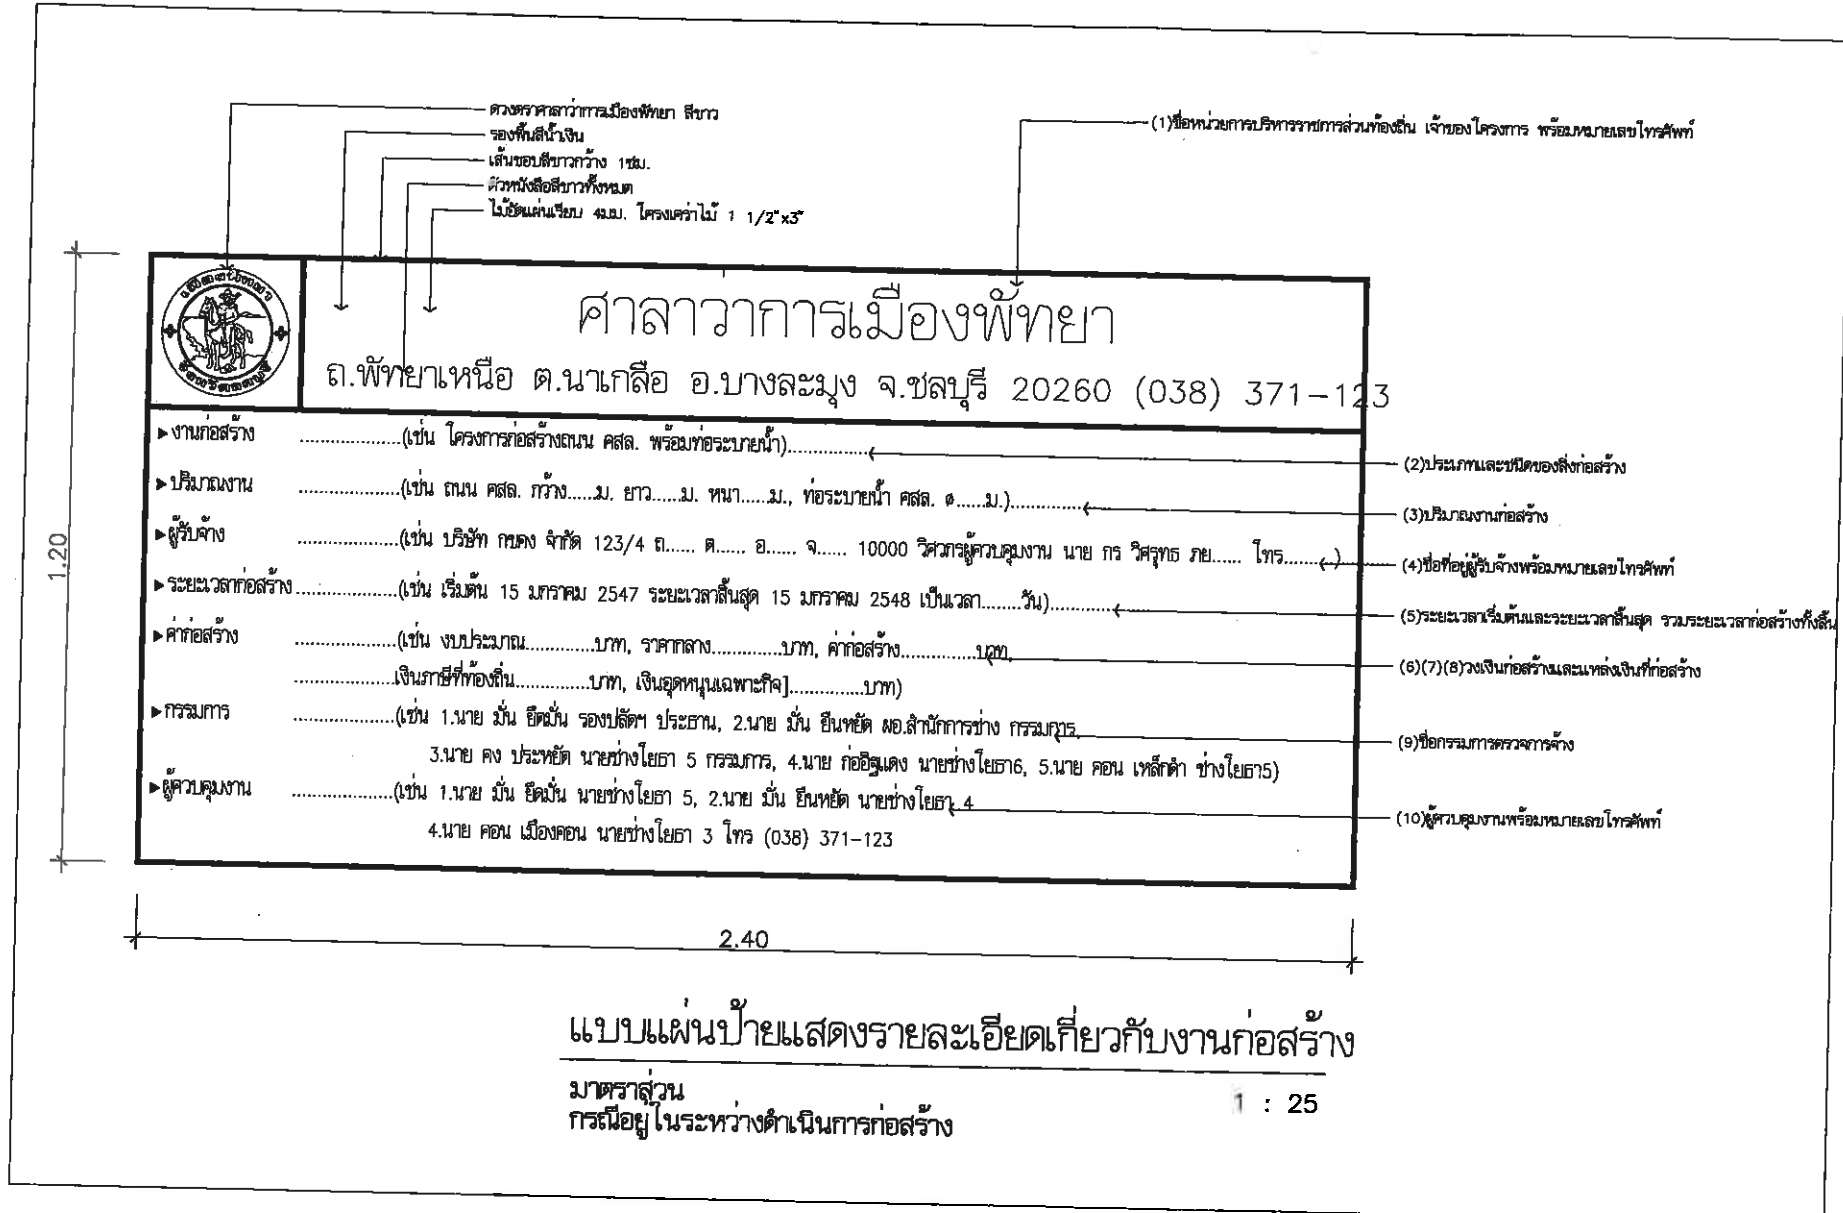 ดวงตราศาลาว่าการเมืองพัทยา สีขาว
รองพื้นสีน้ำเงิน
เส้นขอบสีขาวกว้าง 1ซม.
ตัวหนังสือสีขาวทั้งหมด
ไม้อัดแผ่นเรียบ 4มม. โครงเคร่าไม้ 1 1/2"x3"
(1)ชื่อหน่วยการบริหารราชการส่วนท้องถิ่น เจ้าของโครงการ พร้อมหมายเลขโทรศัพท์
ศาลาว่าการเมืองพัทยา
ถ.พัทยาเหนือ ต.นาเกลือ อ.บางละมุง จ.ชลบุรี 20260 (038) 371-123
►งานก่อสร้าง ..................(เช่น โครงการก่อสร้างถนน คสล. พร้อมท่อระบายน้ำ)..............
(2)ประเภทและชนิดของสิ่งก่อสร้าง
►ปริมาณงาน ..................(เช่น ถนน คสล. กว้าง......ม. ยาว......ม. หนา......ม., ท่อระบายน้ำ คสล. ø......ม.).............
(3)ปริมาณงานก่อสร้าง
►ผู้รับจ้าง ..................(เช่น บริษัท กขคง จำกัด 123/4 ถ...... ต...... อ...... จ...... 10000 วิศวกรผู้ควบคุมงาน นาย กร วิศรุทธ ภย...... โทร........)
(4)ชื่อที่อยู่ผู้รับจ้างพร้อมหมายเลขโทรศัพท์
►ระยะเวลาก่อสร้าง..................(เช่น เริ่มต้น 15 มกราคม 2547 ระยะเวลาสิ้นสุด 15 มกราคม 2548 เป็นเวลา........วัน)............
(5)ระยะเวลาเริ่มต้นและระยะเวลาสิ้นสุด รวมระยะเวลาก่อสร้างทั้งสิ้น
►ค่าก่อสร้าง ..................(เช่น งบประมาณ.............บาท, ราคากลาง.............บาท, ค่าก่อสร้าง..............บาท,
(6)(7)(8)วงเงินก่อสร้างและแหล่งเงินที่ก่อสร้าง
..................เงินภาษีที่ท้องถิ่น..............บาท, เงินอุดหนุนเฉพาะกิจ]..............บาท)
►กรรมการ ..................(เช่น 1.นาย มั่น ยึดมั่น รองปลัดฯ ประธาน, 2.นาย มั่น ยืนหยัด ผอ.สำนักการช่าง กรรมการ,
(9)ชื่อกรรมการตรวจการจ้าง
3.นาย คง ประหยัด นายช่างโยธา 5 กรรมการ, 4.นาย ก่ออิฐแดง นายช่างโยธา6, 5.นาย คอน เหล็กดำ ช่างโยธา5)
►ผู้ควบคุมงาน ..................(เช่น 1.นาย มั่น ยึดมั่น นายช่างโยธา 5, 2.นาย มั่น ยืนหยัด นายช่างโยธา 4
(10)ผู้ควบคุมงานพร้อมหมายเลขโทรศัพท์
4.นาย คอน เมืองคอน นายช่างโยธา 3 โทร (038) 371-123
1.20
2.40
แบบแผ่นป้ายแสดงรายละเอียดเกี่ยวกับงานก่อสร้าง
มาตราส่วน 1 : 25
กรณีอยู่ในระหว่างดำเนินการก่อสร้าง